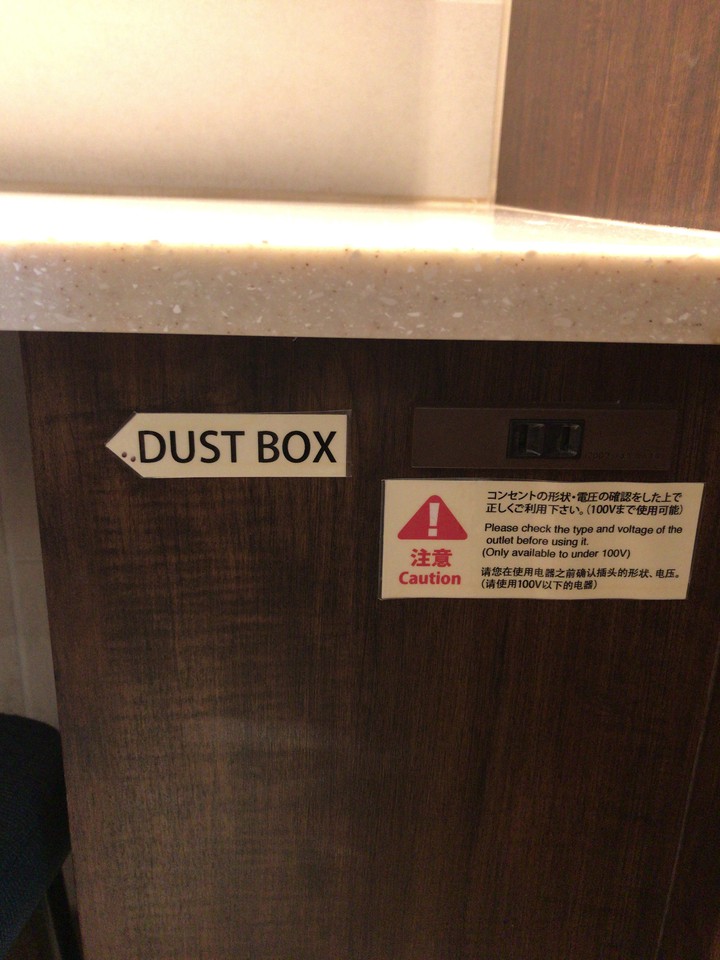 ..DUST BOX
注意
Caution
コンセントの形状・電圧の確認をした上で
正しくご利用下さい。(100Vまで使用可能)
Please check the type and voltage of the
outlet before using it.
(Only available to under 100V)
请您在使用电器之前确认插头的形状、电压。
(请使用100V以下的电器)